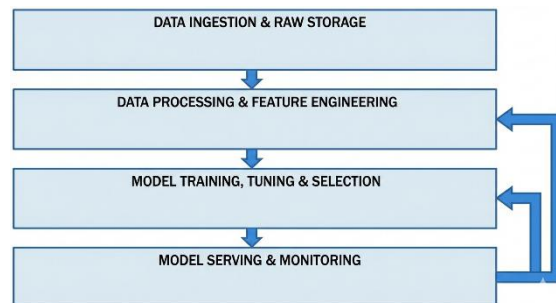 DATA INGESTION & RAW STORAGE
DATA PROCESSING & FEATURE ENGINEERING
MODEL TRAINING, TUNING & SELECTION
MODEL SERVING & MONITORING